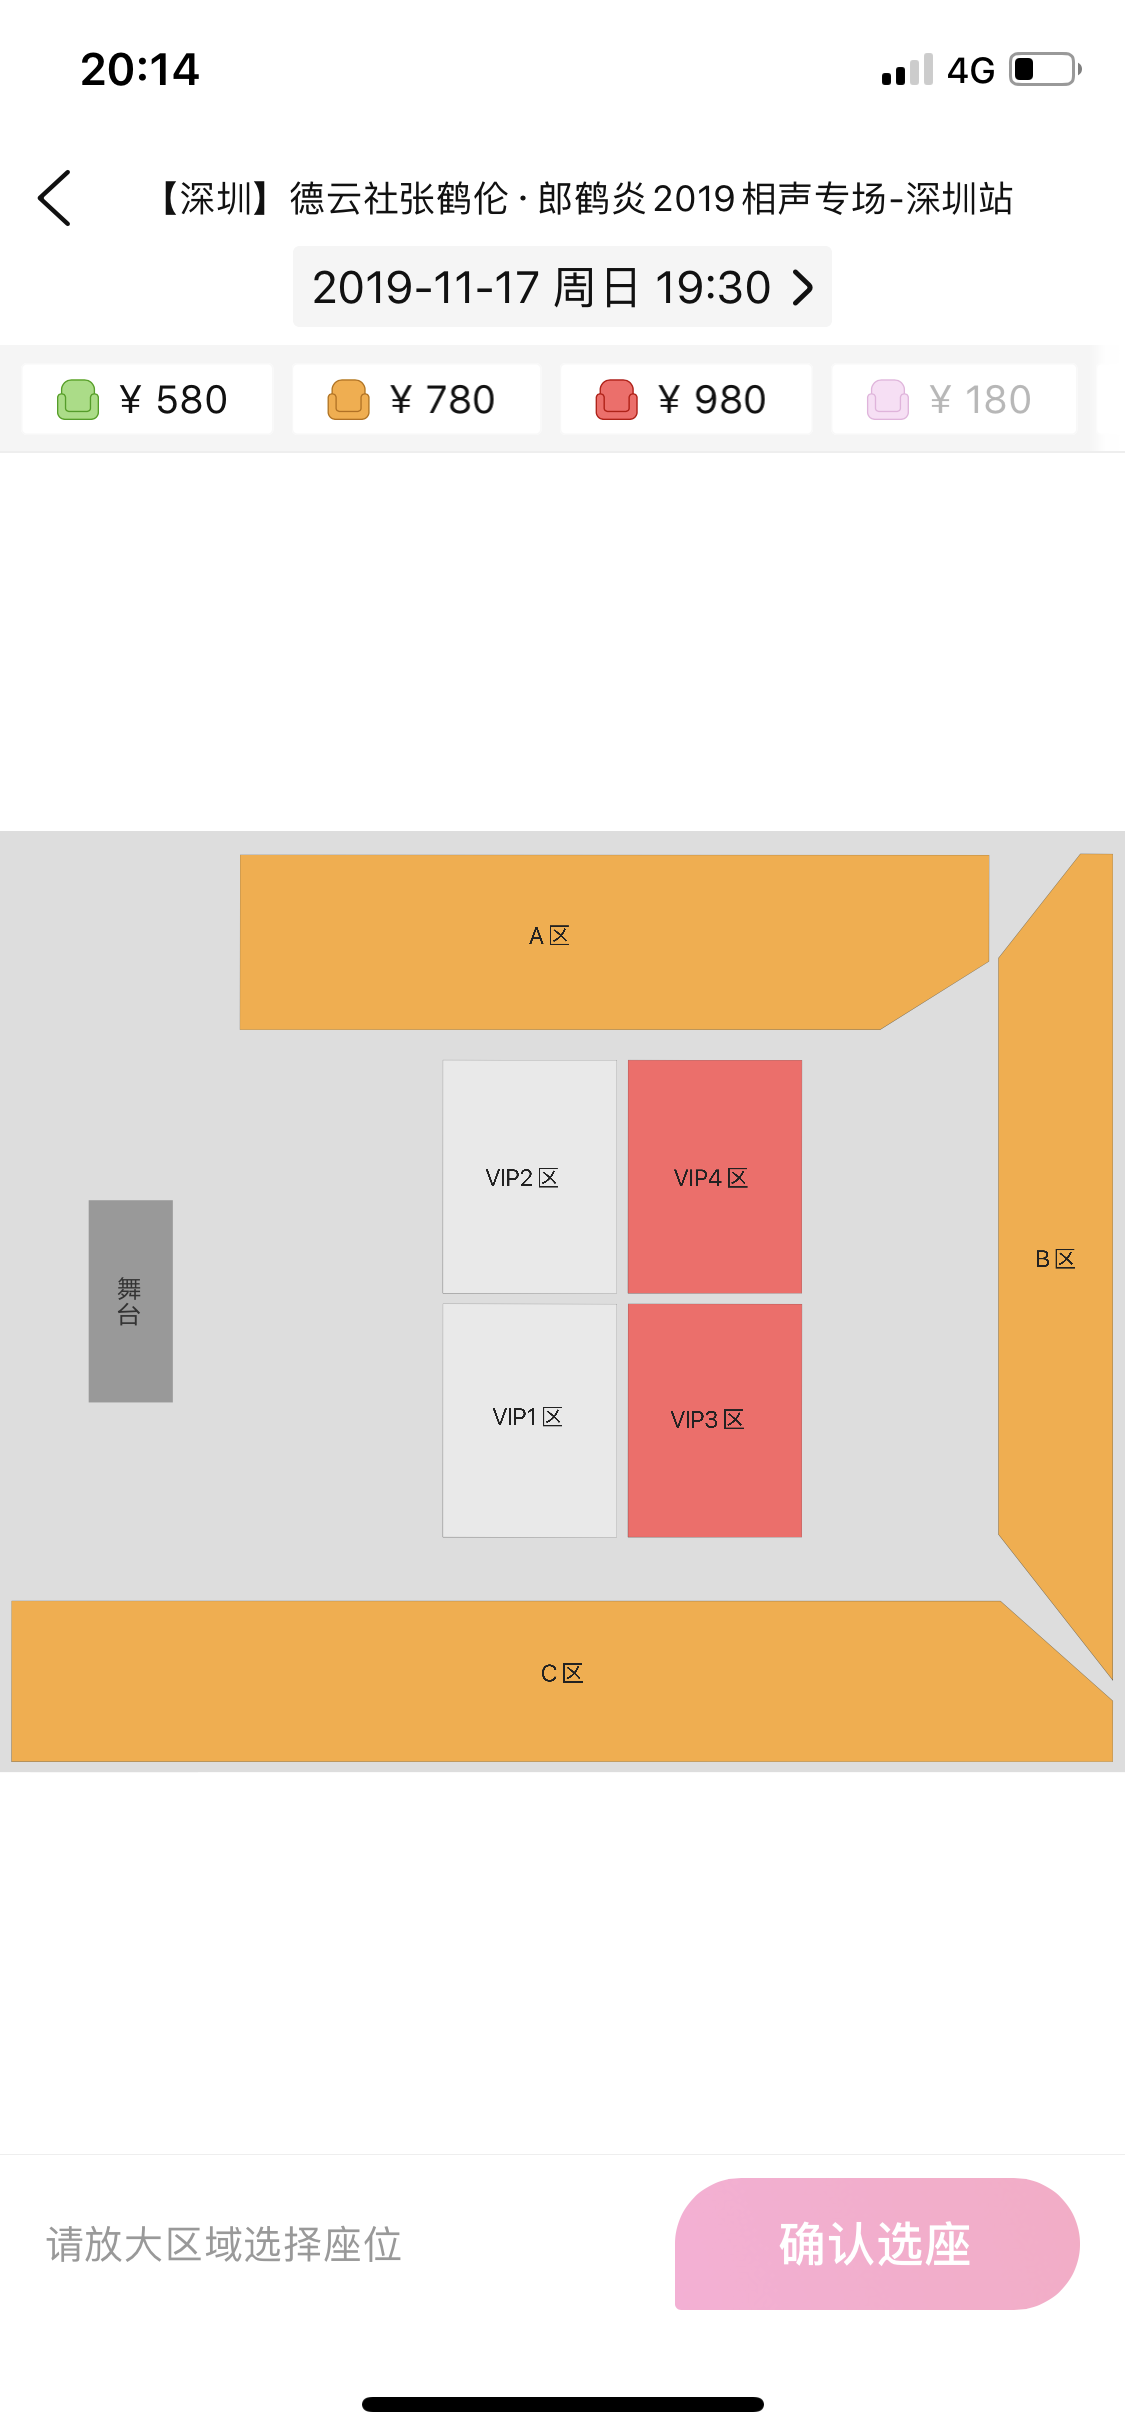 20:14
4G
【深圳】德云社张鹤伦·郎鹤炎2019相声专场-深圳站
2019-11-17 周日 19:30
¥ 580
¥ 780
¥ 980
¥ 180
A区
VIP2区
VIP4区
B区
舞台
VIP1区
VIP3区
C区
请放大区域选择座位
确认选座